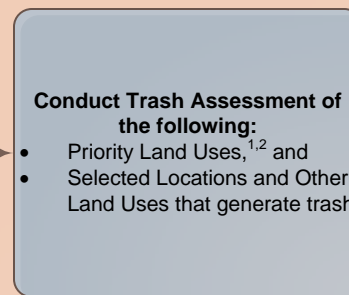 Conduct Trash Assessment of
the following:
• Priority Land Uses,1,2 and
• Selected Locations and Other
Land Uses that generate trash